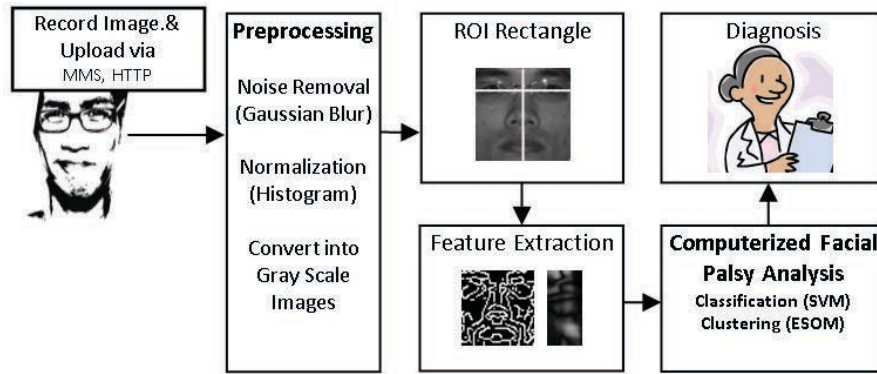 Record Image.&
Upload via
MMS, HTTP
Preprocessing
Noise Removal
(Gaussian Blur)
Normalization
(Histogram)
Convert into
Gray Scale
Images
ROI Rectangle
Feature Extraction
Diagnosis
Computerized Facial
Palsy Analysis
Classification (SVM)
Clustering (ESOM)